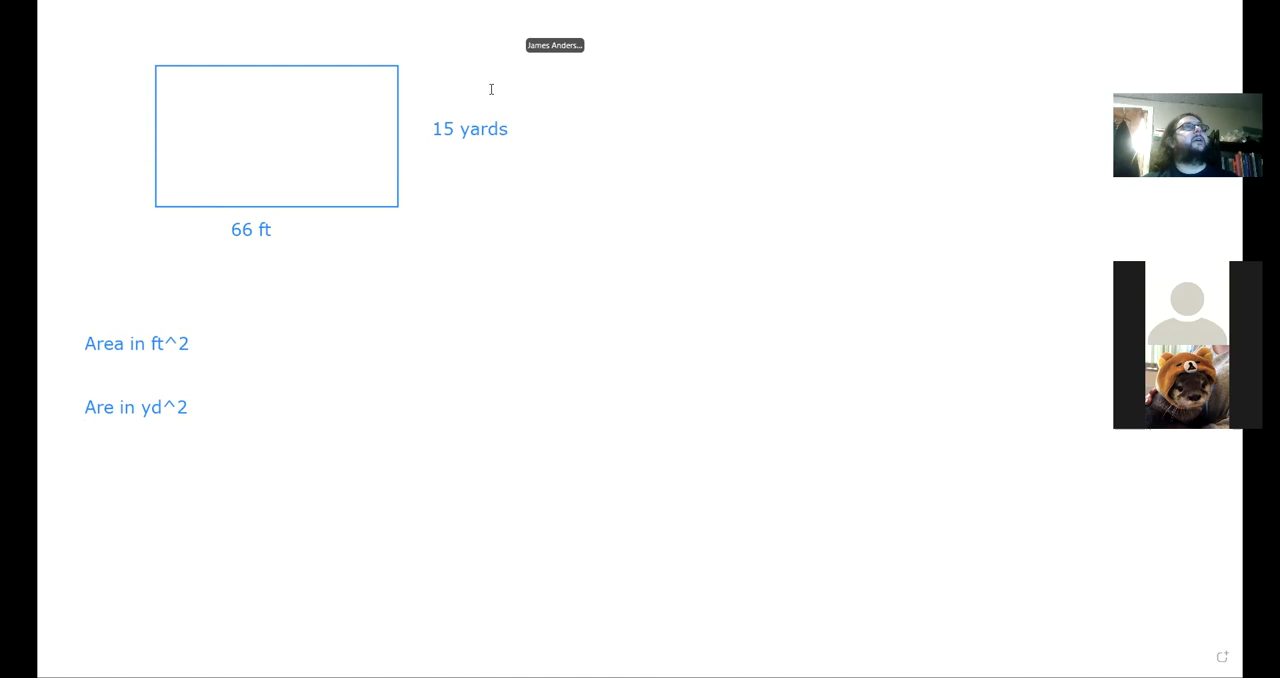 James Anders...
15 yards
66 ft
Area in ft^2
Are in yd^2